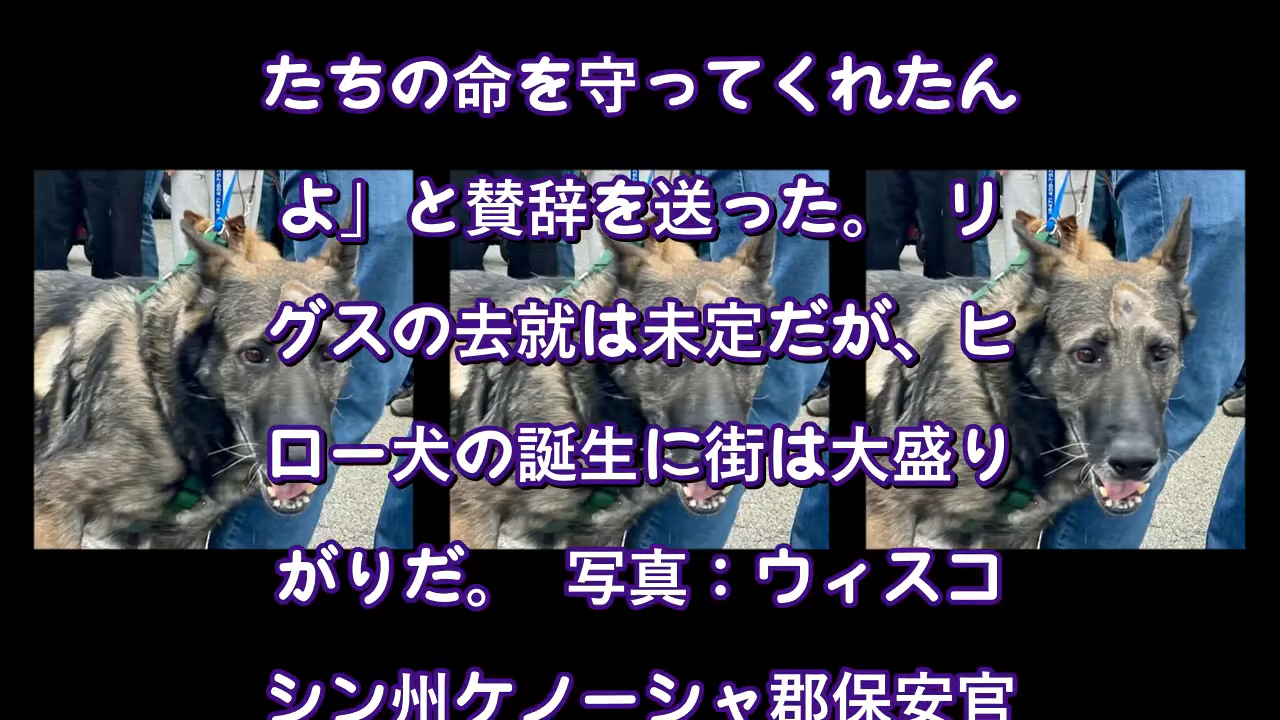 たちの命を守ってくれたん
よ」と賛辞を送った。　リ
グスの去就は未定だが、ヒ
ロー犬の誕生に街は大盛り
がりだ。　写真：ウィスコ
シン州ケノーシャ郡保安官